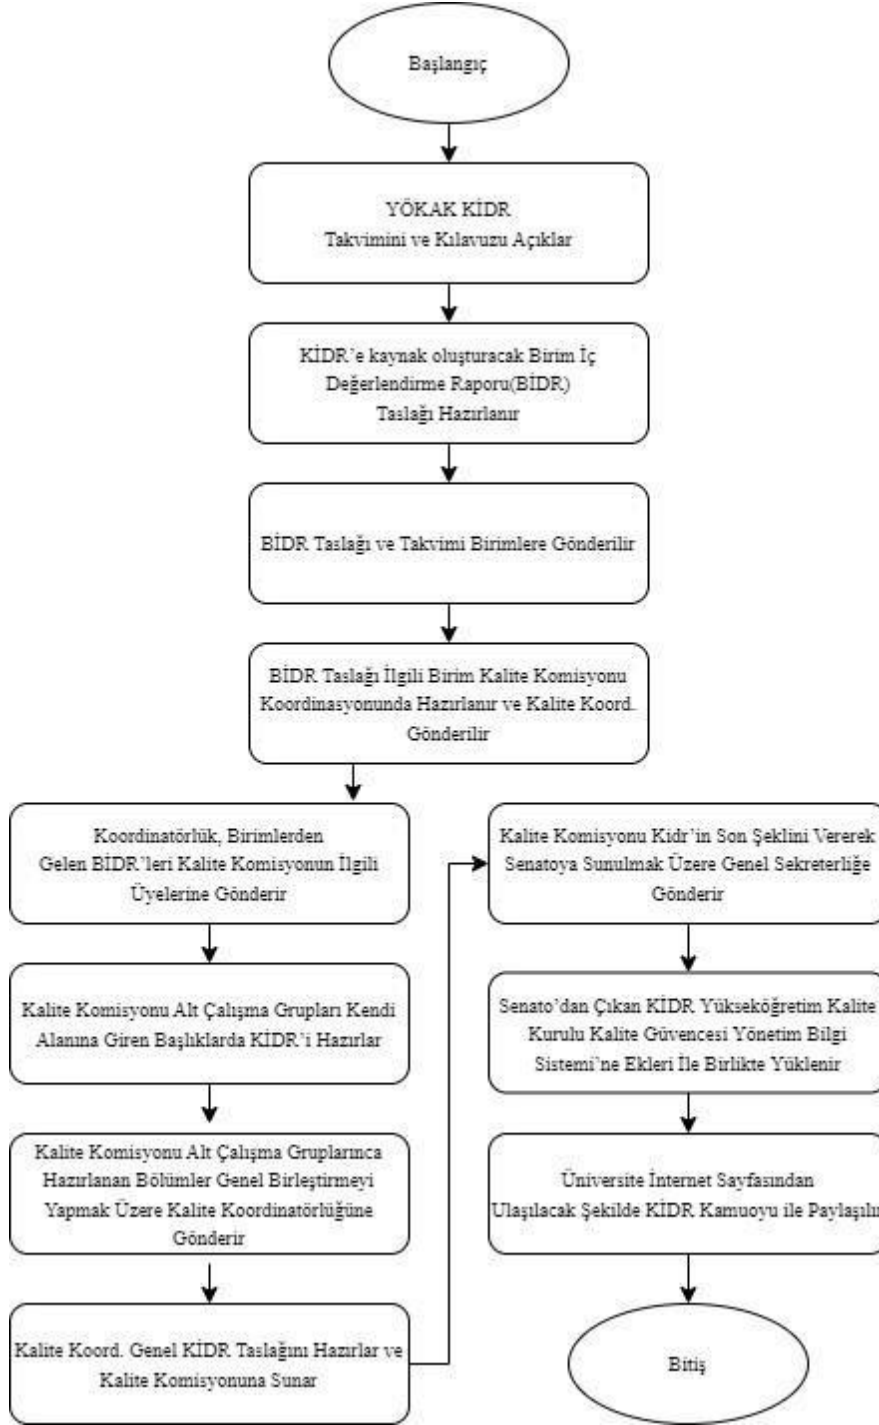 Başlangıç
YÖKAK KİDR
Takvimini ve Kılavuzu Açıklar
KİDR’e kaynak oluşturacak Birim İç
Değerlendirme Raporu(BİDR)
Taslağı Hazırlanır
BİDR Taslağı ve Takvimi Birimlere Gönderilir
BİDR Taslağı İlgili Birim Kalite Komisyonu
Koordinasyonunda Hazırlanır ve Kalite Koord.
Gönderilir
Koordinatörlük, Birimlerden
Gelen BİDR’leri Kalite Komisyonun İlgili
Üyelerine Gönderir
Kalite Komisyonu Alt Çalışma Grupları Kendi
Alanına Giren Başlıklarda KİDR’i Hazırlar
Kalite Komisyonu Alt Çalışma Gruplarınca
Hazırlanan Bölümler Genel Birleştirmeyi
Yapmak Üzere Kalite Koordinatörlüğüne
Gönderir
Kalite Koord. Genel KİDR Taslağını Hazırlar ve
Kalite Komisyonuna Sunar
Kalite Komisyonu Kidr’in Son Şeklini Vererek
Senatoya Sunulmak Üzere Genel Sekreterliğe
Gönderir
Senato’dan Çıkan KİDR Yükseköğretim Kalite
Kurulu Kalite Güvencesi Yönetim Bilgi
Sistemi’ne Ekleri İle Birlikte Yüklenir
Üniversite İnternet Sayfasından
Ulaşılacak Şekilde KİDR Kamuoyu ile Paylaşılır
Bitiş